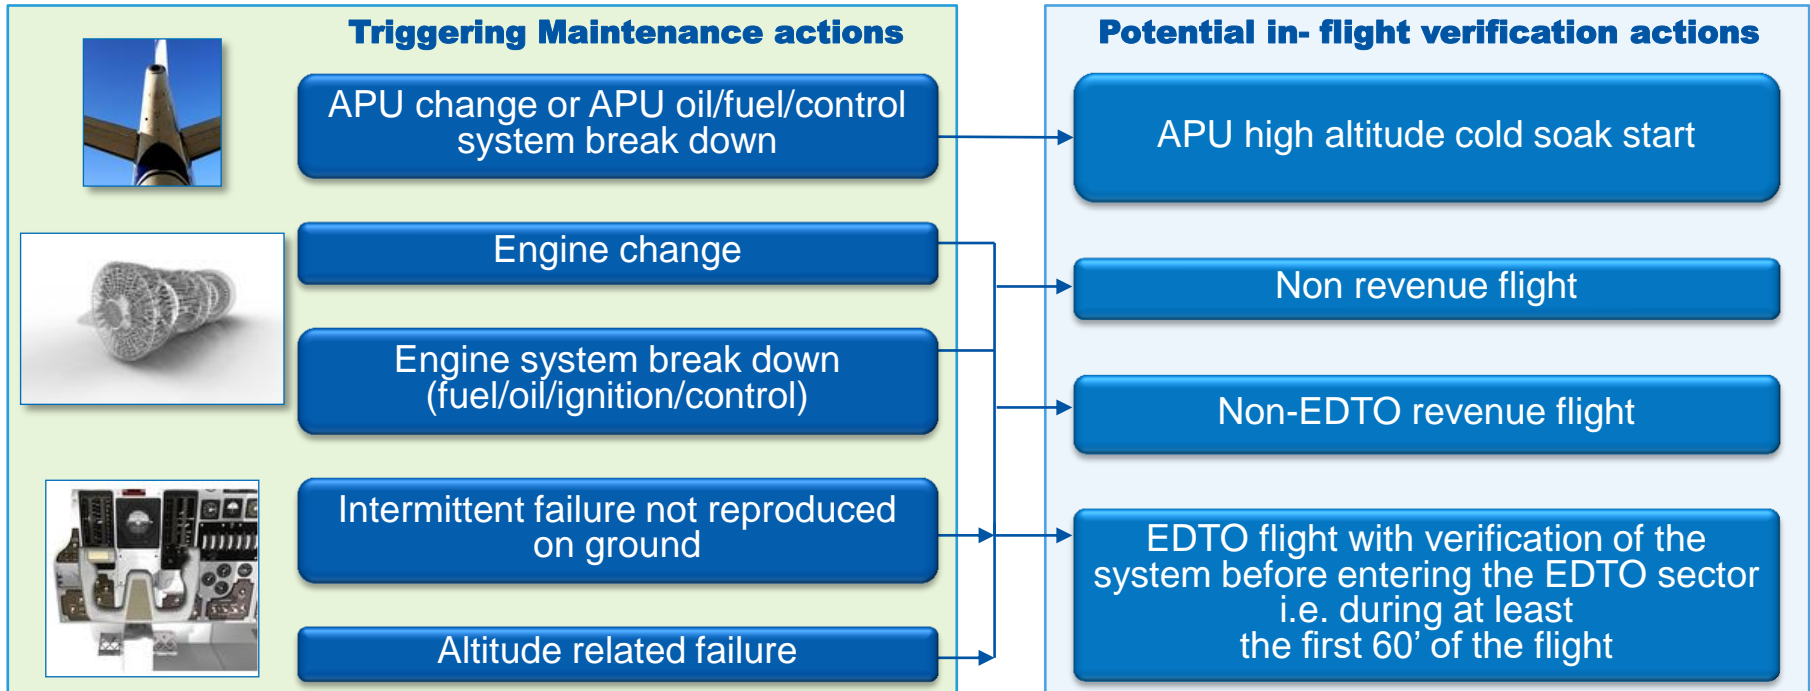 Triggering Maintenance actions
APU change or APU oil/fuel/control
system break down
Engine change
Engine system break down
(fuel/oil/ignition/control)
Intermittent failure not reproduced
on ground
Altitude related failure
Potential in- flight verification actions
APU high altitude cold soak start
Non revenue flight
Non-EDTO revenue flight
EDTO flight with verification of the
system before entering the EDTO sector
i.e. during at least
the first 60’ of the flight